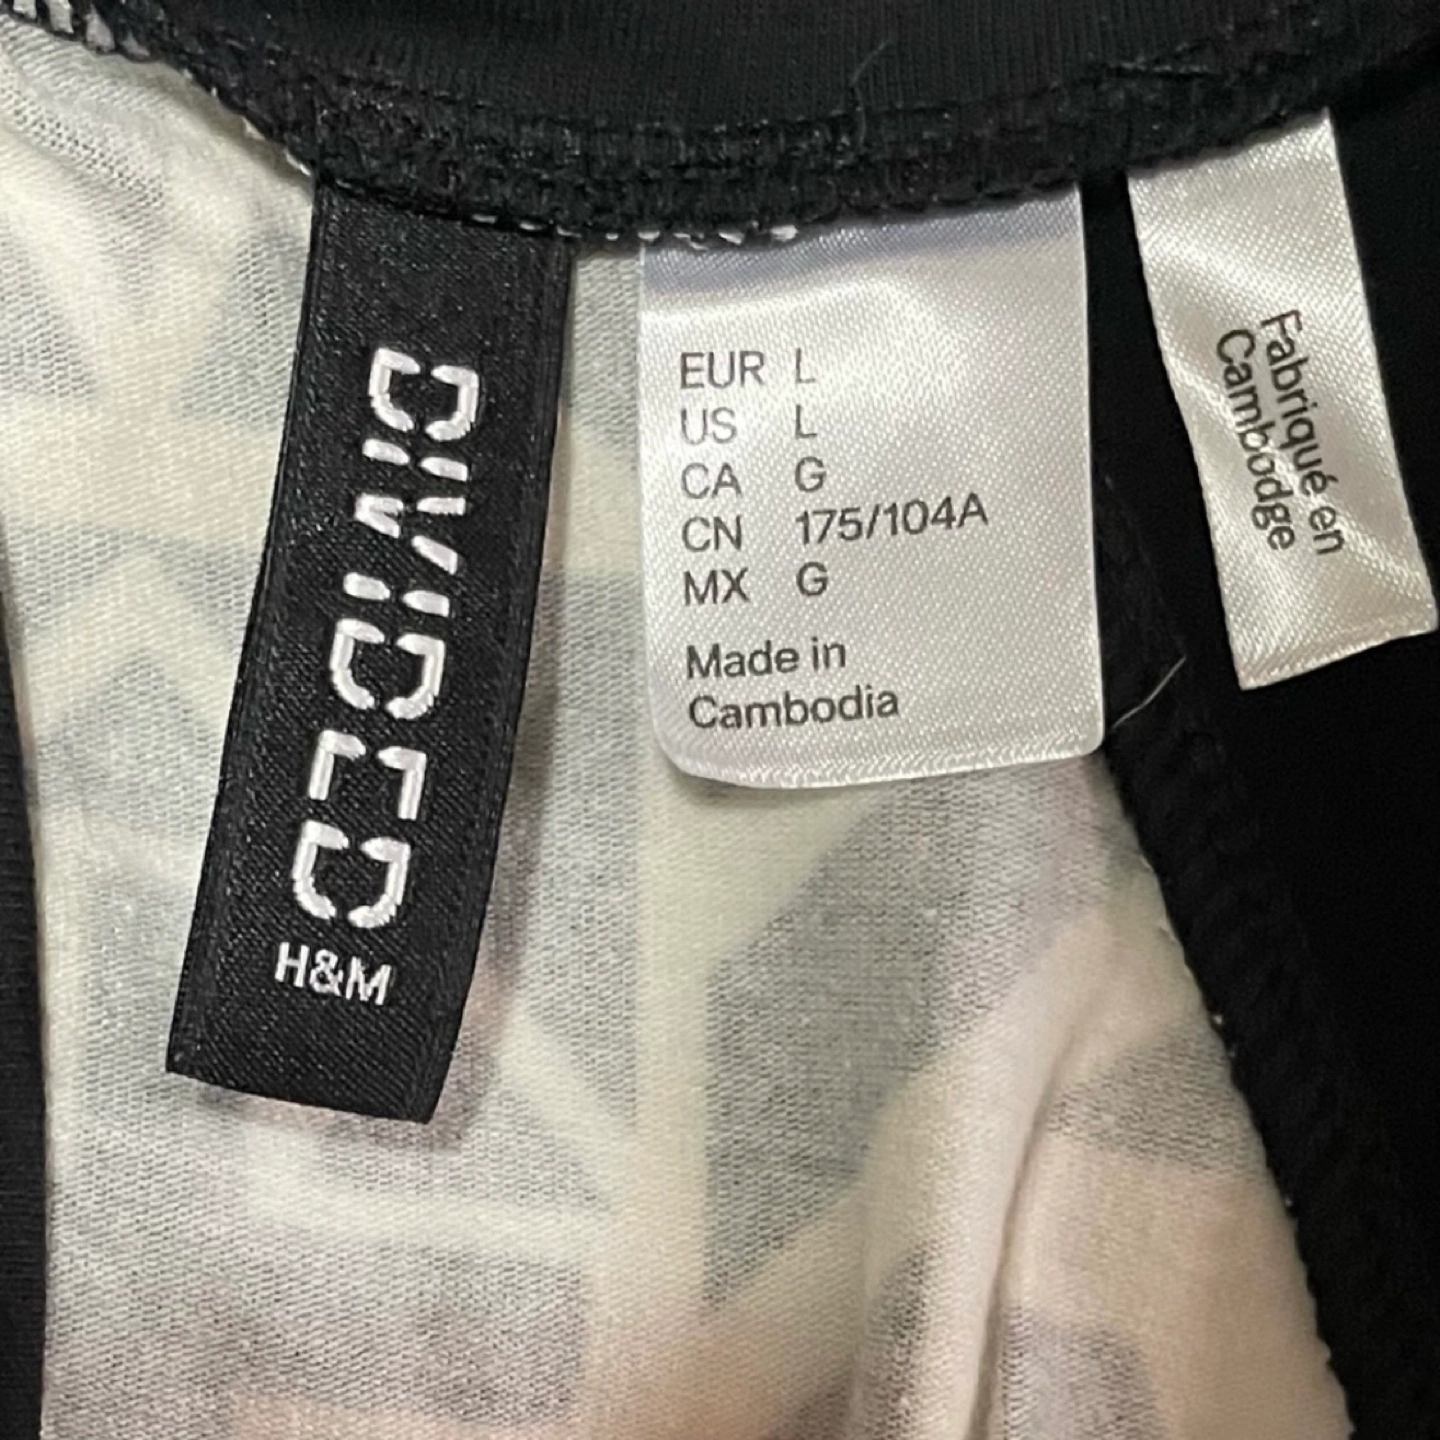 DIVIDED
H&M
EUR L
US L
CA G
CN 175/104A
MX G
Made in
Cambodia
Fabriqué en
Cambodge